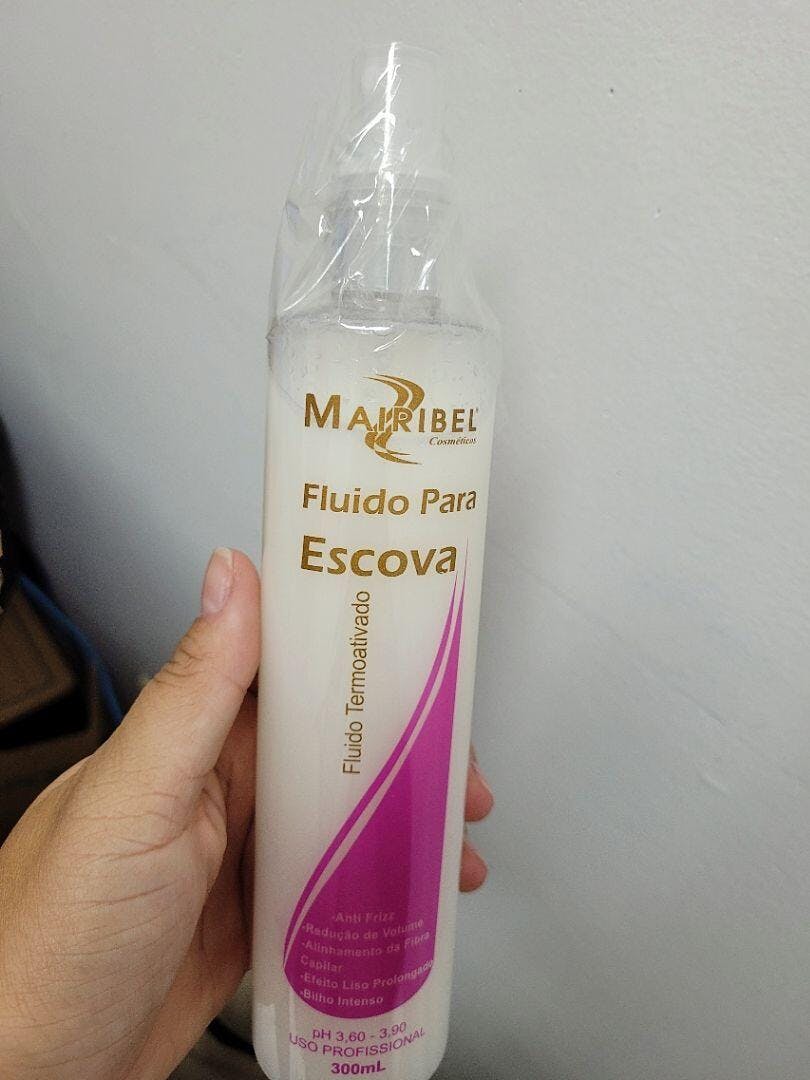 MAIRIBEL®
Cosméticos
Fluido Para
Escova
Fluido Termoativado
-Anti Frizz
-Redução de Volume
-Alinhamento da Fibra
Capilar
-Efeito Liso Prolongado
-Bilho Intenso
pH 3,60 - 3,90
USO PROFISSIONAL
300mL